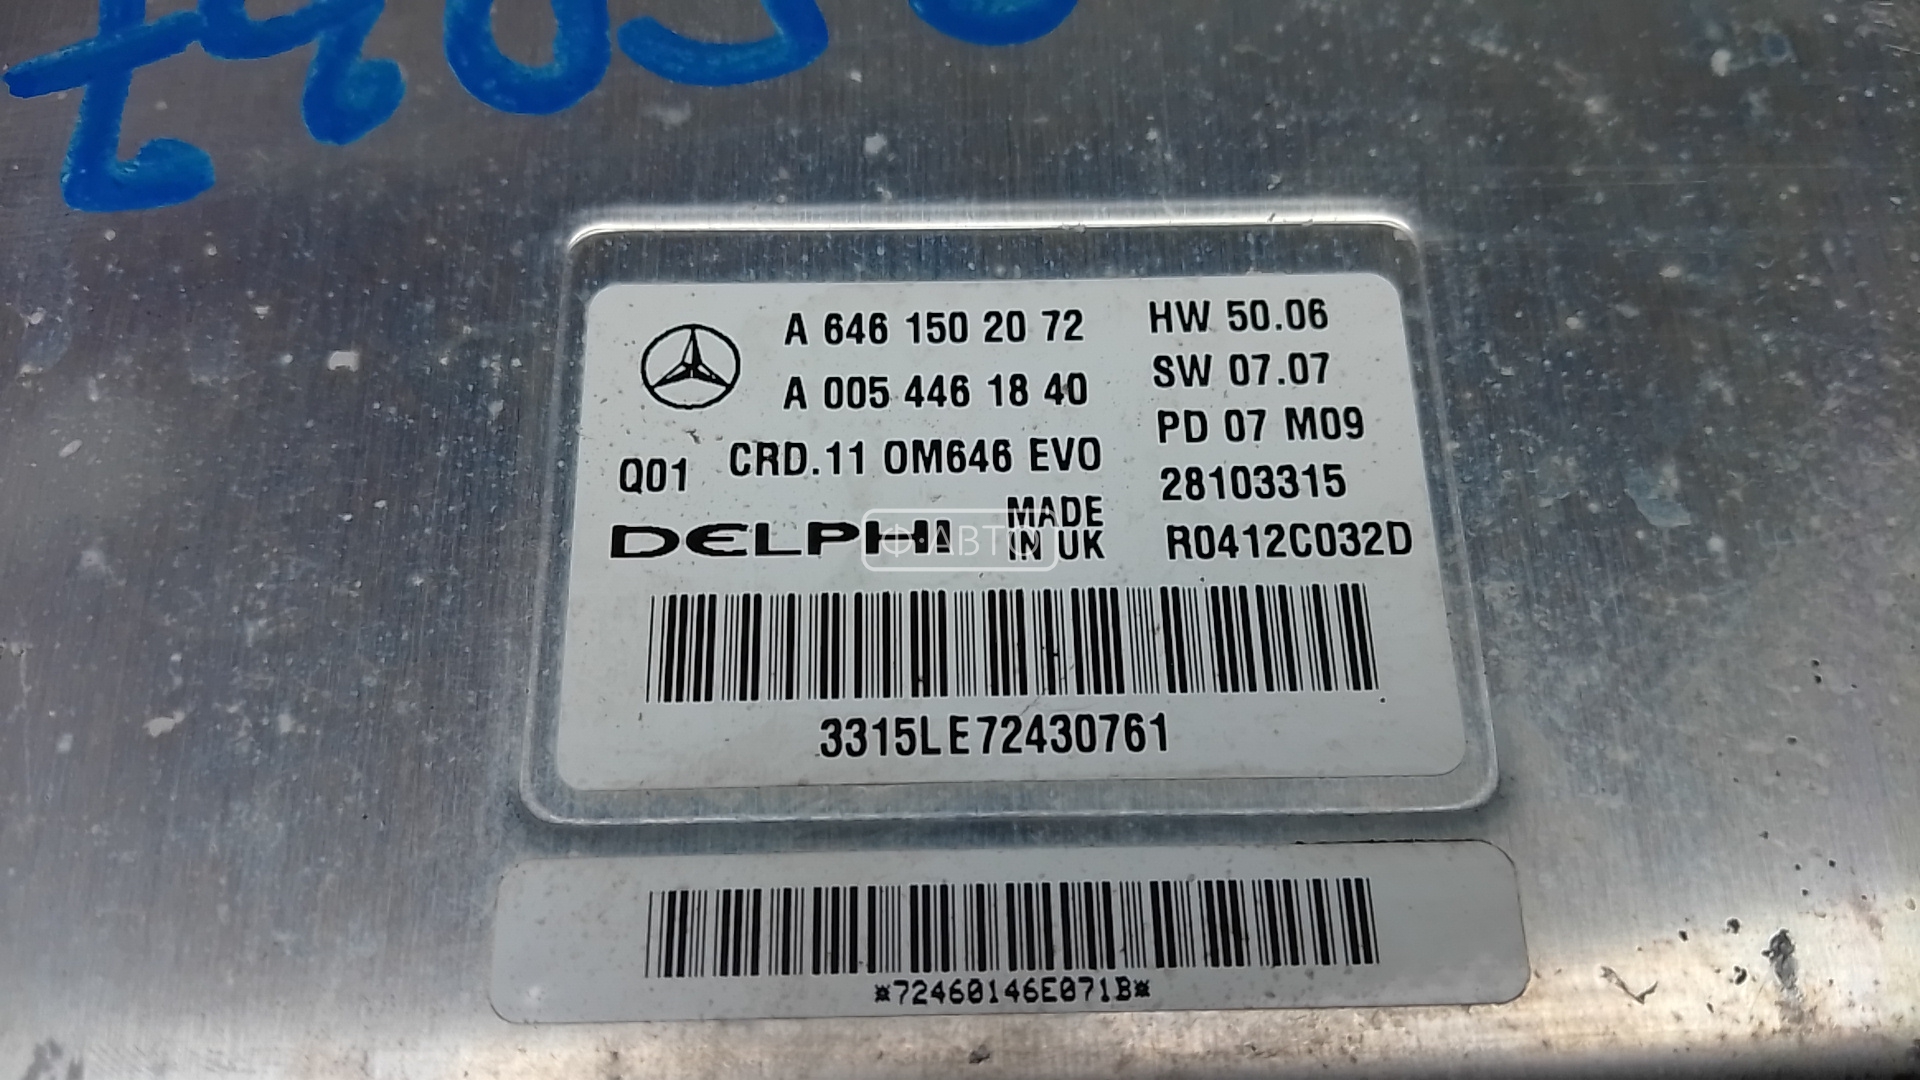 A 646 150 20 72
HW 50.06
A 005 446 18 40
SW 07.07
PD 07 M09
Q01 CRD.11 OM646 EVO
28103315
DELPHI
MADE
IN UK
R0412C032D
Ф АВТО
3315LE72430761
*72460146E071B*